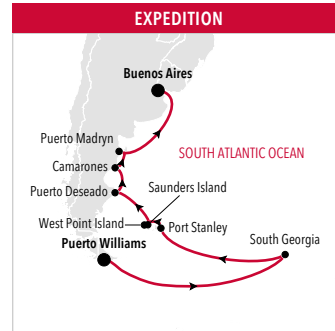 EXPEDITION
Buenos Aires
Puerto Madryn
SOUTH ATLANTIC OCEAN
Camarones
Saunders Island
Puerto Deseado
West Point Island
Port Stanley
Puerto Williams
South Georgia